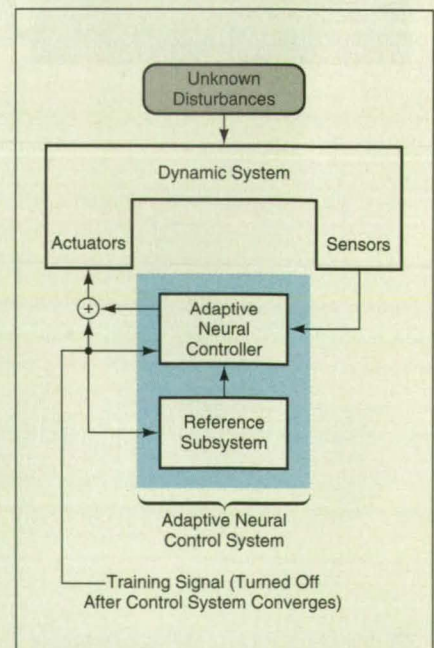 Unknown
Disturbances
Dynamic System
Actuators
Sensors
+
Adaptive
Neural
Controller
Reference
Subsystem
Adaptive Neural
Control System
Training Signal (Turned Off
After Control System Converges)